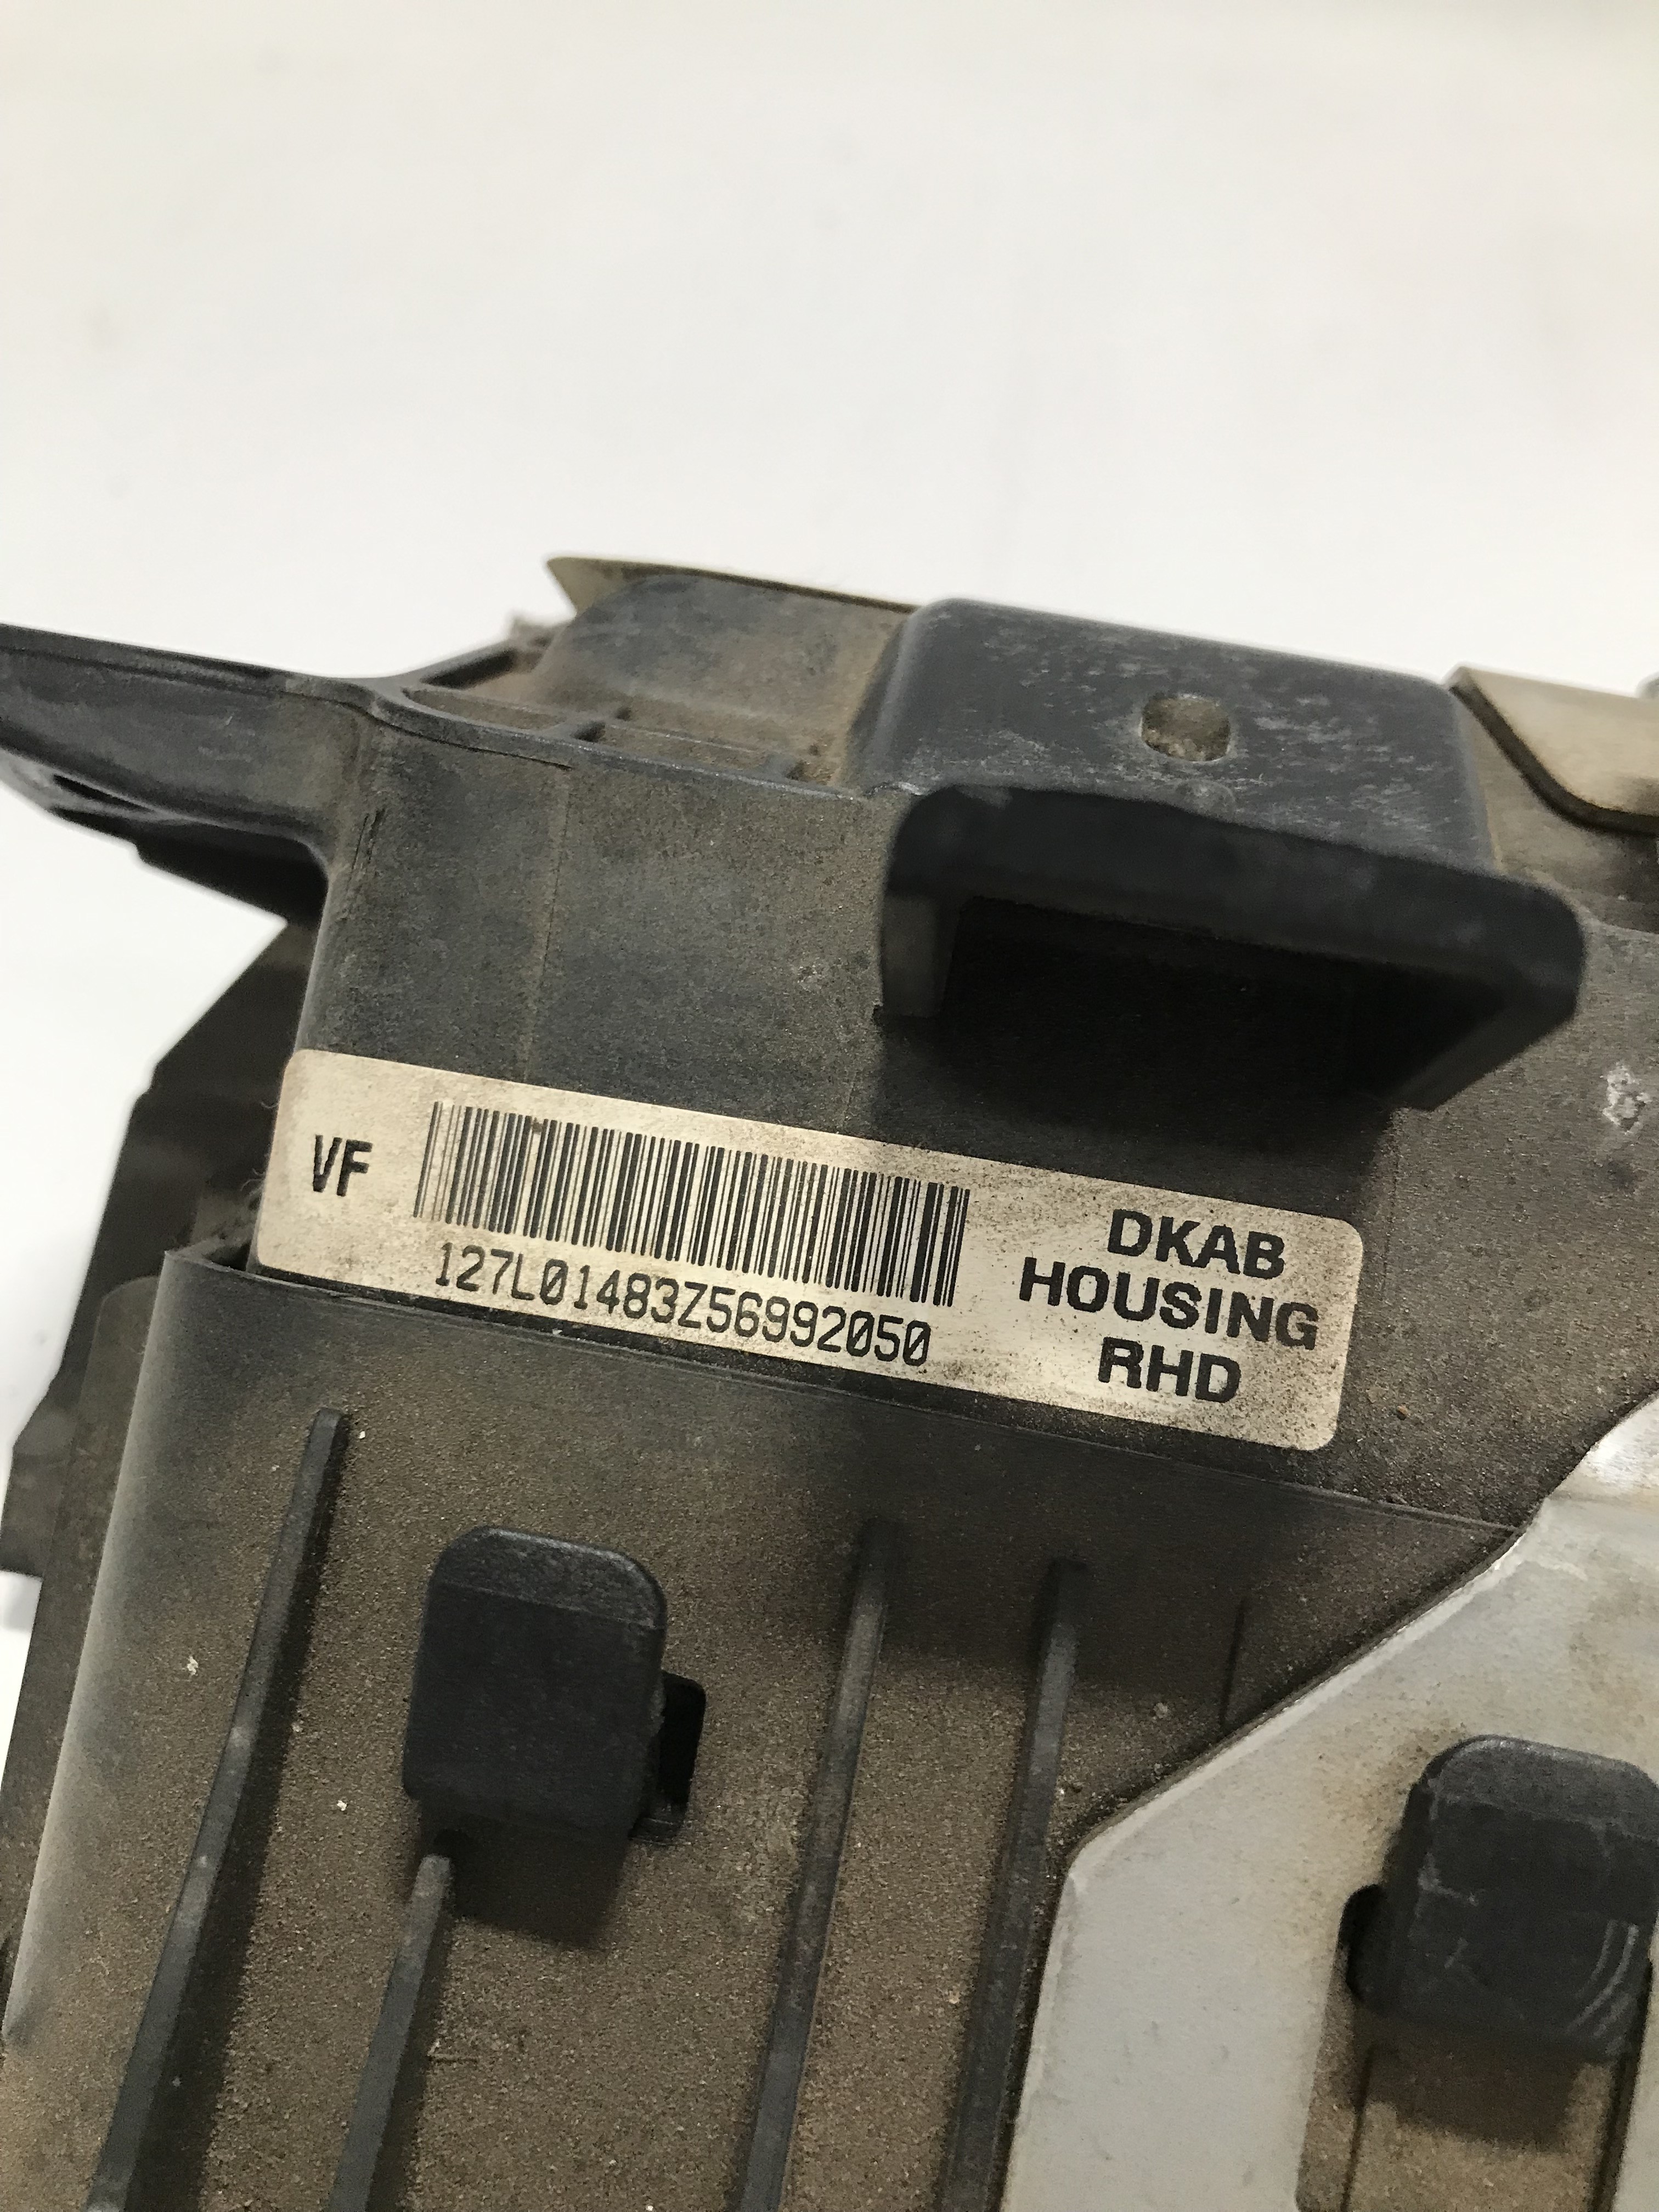 VF
127L01483Z56992050
DKAB
HOUSING
RHD